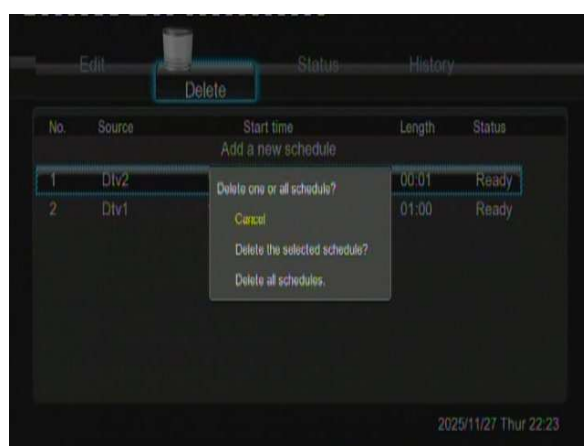 Edit Status History
Delete
No. Source Start time Length Status
Add a new schedule
1 Dtv2 00:01 Ready
2 Dtv1 01:00 Ready
Delete one or all schedule?
Cancel
Delete the selected schedule?
Delete all schedules.
2025/11/27 Thur 22:23